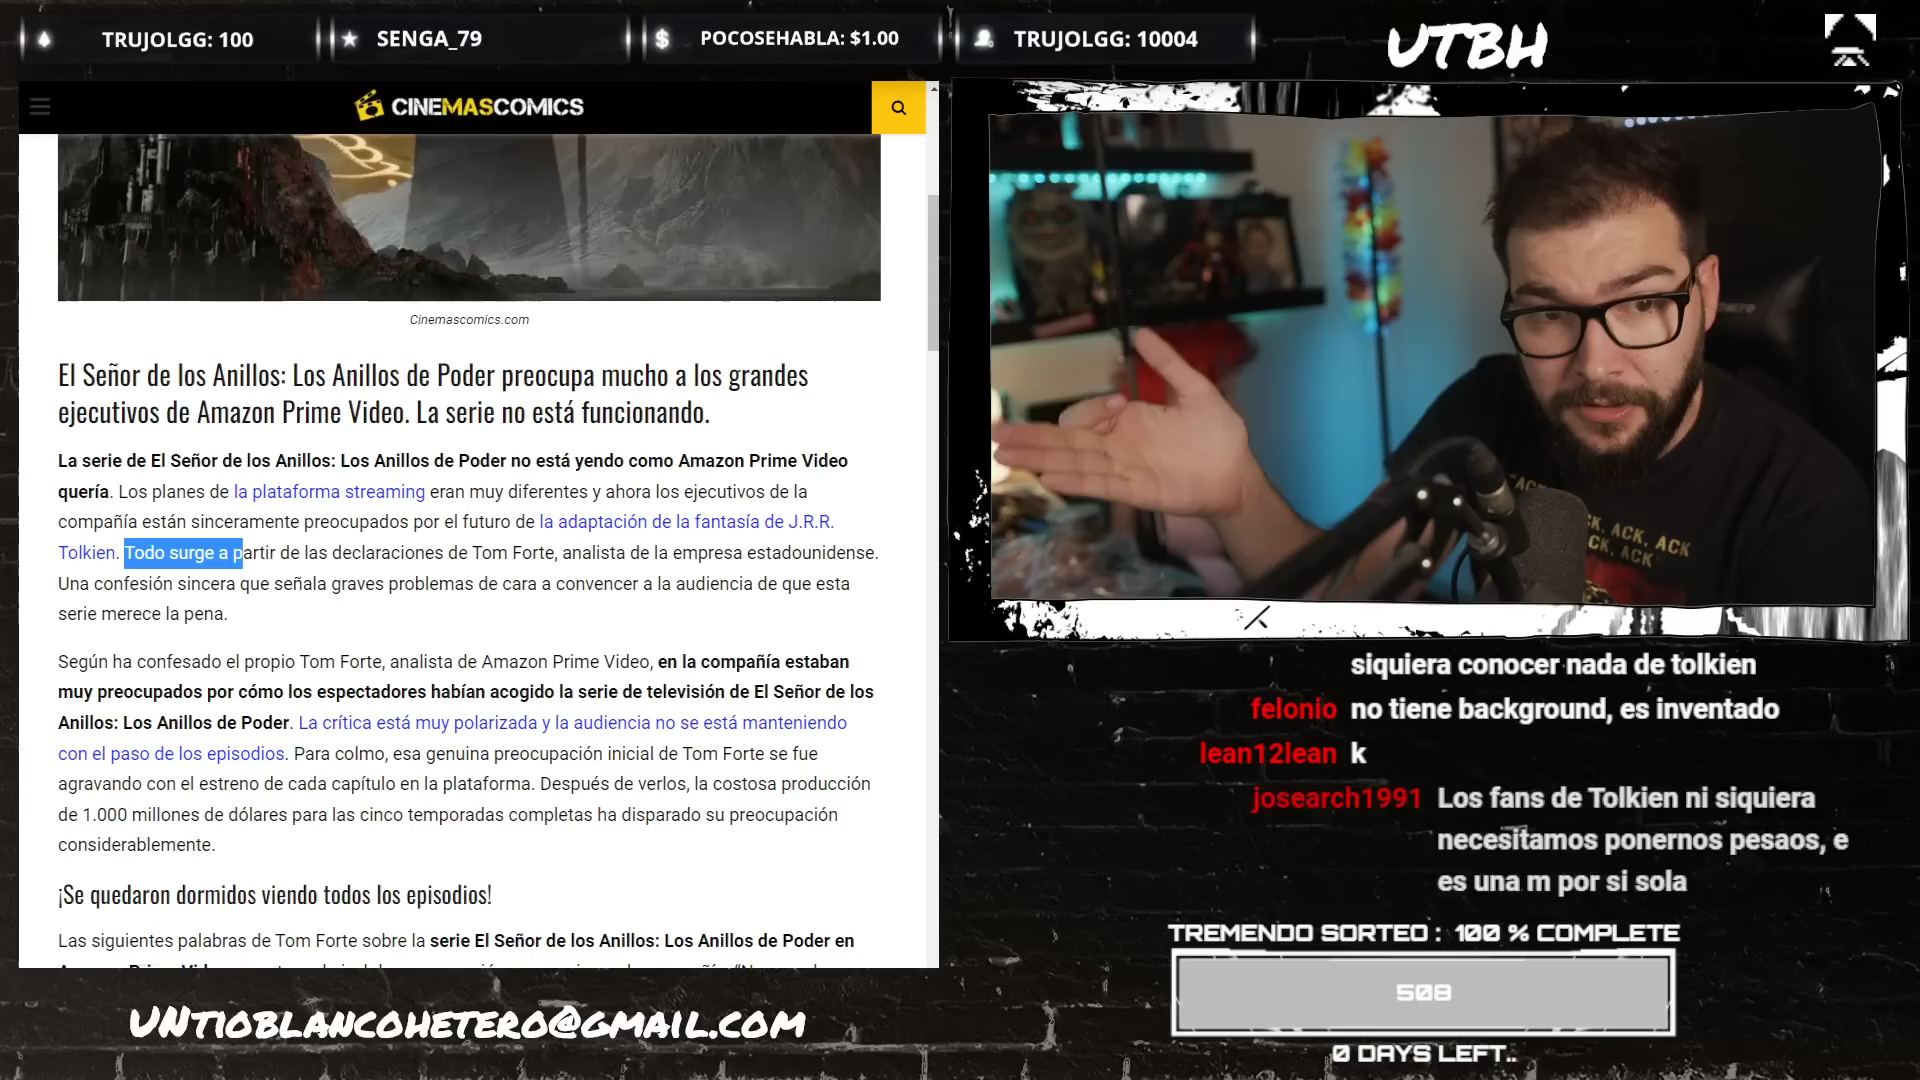 TRUJOLGG: 100
SENGA_79
POCOSEHABLA: $1.00
TRUJOLGG: 10004
UTBH
CINEMASCOMICS
Cinemascomics.com
El Señor de los Anillos: Los Anillos de Poder preocupa mucho a los grandes
ejecutivos de Amazon Prime Video. La serie no está funcionando.
La serie de El Señor de los Anillos: Los Anillos de Poder no está yendo como Amazon Prime Video
quería. Los planes de la plataforma streaming eran muy diferentes y ahora los ejecutivos de la
compañía están sinceramente preocupados por el futuro de la adaptación de la fantasía de J.R.R.
Tolkien. Todo surge a partir de las declaraciones de Tom Forte, analista de la empresa estadounidense.
Una confesión sincera que señala graves problemas de cara a convencer a la audiencia de que esta
serie merece la pena.
Según ha confesado el propio Tom Forte, analista de Amazon Prime Video, en la compañía estaban
muy preocupados por cómo los espectadores habían acogido la serie de televisión de El Señor de los
Anillos: Los Anillos de Poder. La crítica está muy polarizada y la audiencia no se está manteniendo
con el paso de los episodios. Para colmo, esa genuina preocupación inicial de Tom Forte se fue
agravando con el estreno de cada capítulo en la plataforma. Después de verlos, la costosa producción
de 1.000 millones de dólares para las cinco temporadas completas ha disparado su preocupación
considerablemente.
¡Se quedaron dormidos viendo todos los episodios!
Las siguientes palabras de Tom Forte sobre la serie El Señor de los Anillos: Los Anillos de Poder en
ACK, ACK
ACK, ACK
siquiera conocer nada de tolkien
felonio no tiene background, es inventado
lean12lean k
josearch1991 Los fans de Tolkien ni siquiera
necesitamos ponernos pesaos, e
es una m por si sola
TREMENDO SORTEO : 100 % COMPLETE
508
0 DAYS LEFT..
UNTIOBLANCOHETERO@GMAIL.COM